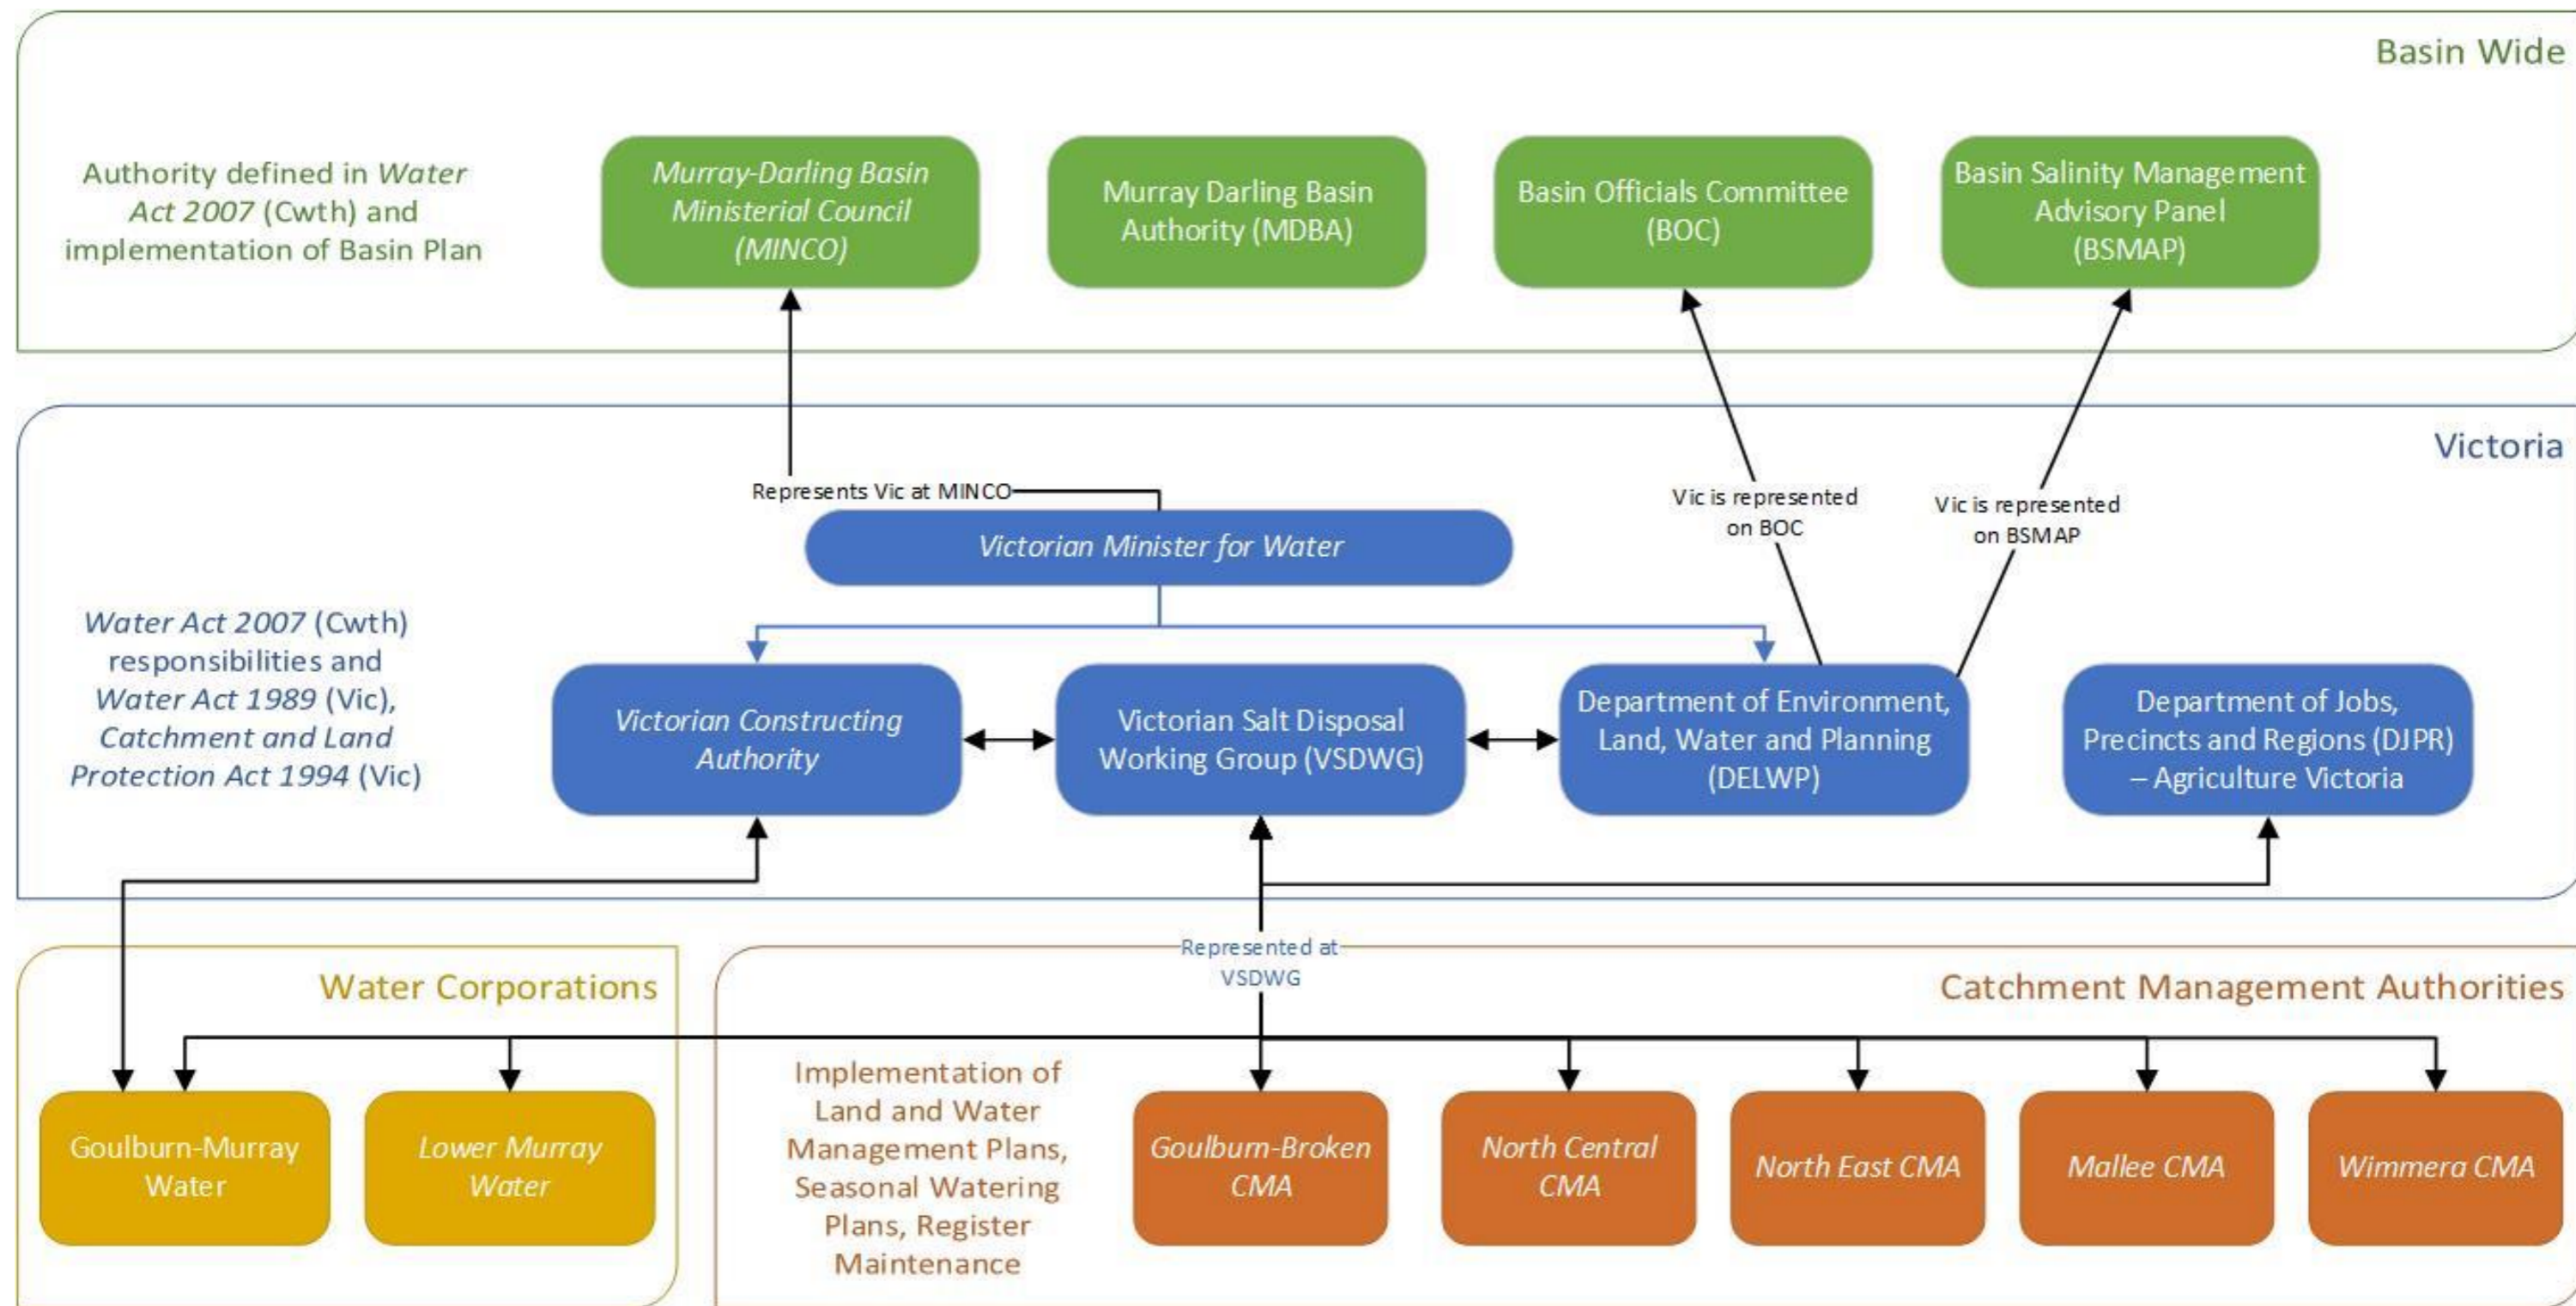 Basin Wide
Authority defined in Water
Act 2007 (Cwth) and
implementation of Basin Plan
Murray-Darling Basin
Ministerial Council
(MINCO)
Murray Darling Basin
Authority (MDBA)
Basin Officials Committee
(BOC)
Basin Salinity Management
Advisory Panel
(BSMAP)
Victoria
Represents Vic at MINCO
Vic is represented
on BOC
Vic is represented
on BSMAP
Victorian Minister for Water
Water Act 2007 (Cwth)
responsibilities and
Water Act 1989 (Vic),
Catchment and Land
Protection Act 1994 (Vic)
Victorian Constructing
Authority
Victorian Salt Disposal
Working Group (VSDWG)
Department of Environment,
Land, Water and Planning
(DELWP)
Department of Jobs,
Precincts and Regions (DJPR)
– Agriculture Victoria
Represented at
VSDWG
Water Corporations
Catchment Management Authorities
Goulburn-Murray
Water
Lower Murray
Water
Implementation of
Land and Water
Management Plans,
Seasonal Watering
Plans, Register
Maintenance
Goulburn-Broken
CMA
North Central
CMA
North East CMA
Mallee CMA
Wimmera CMA